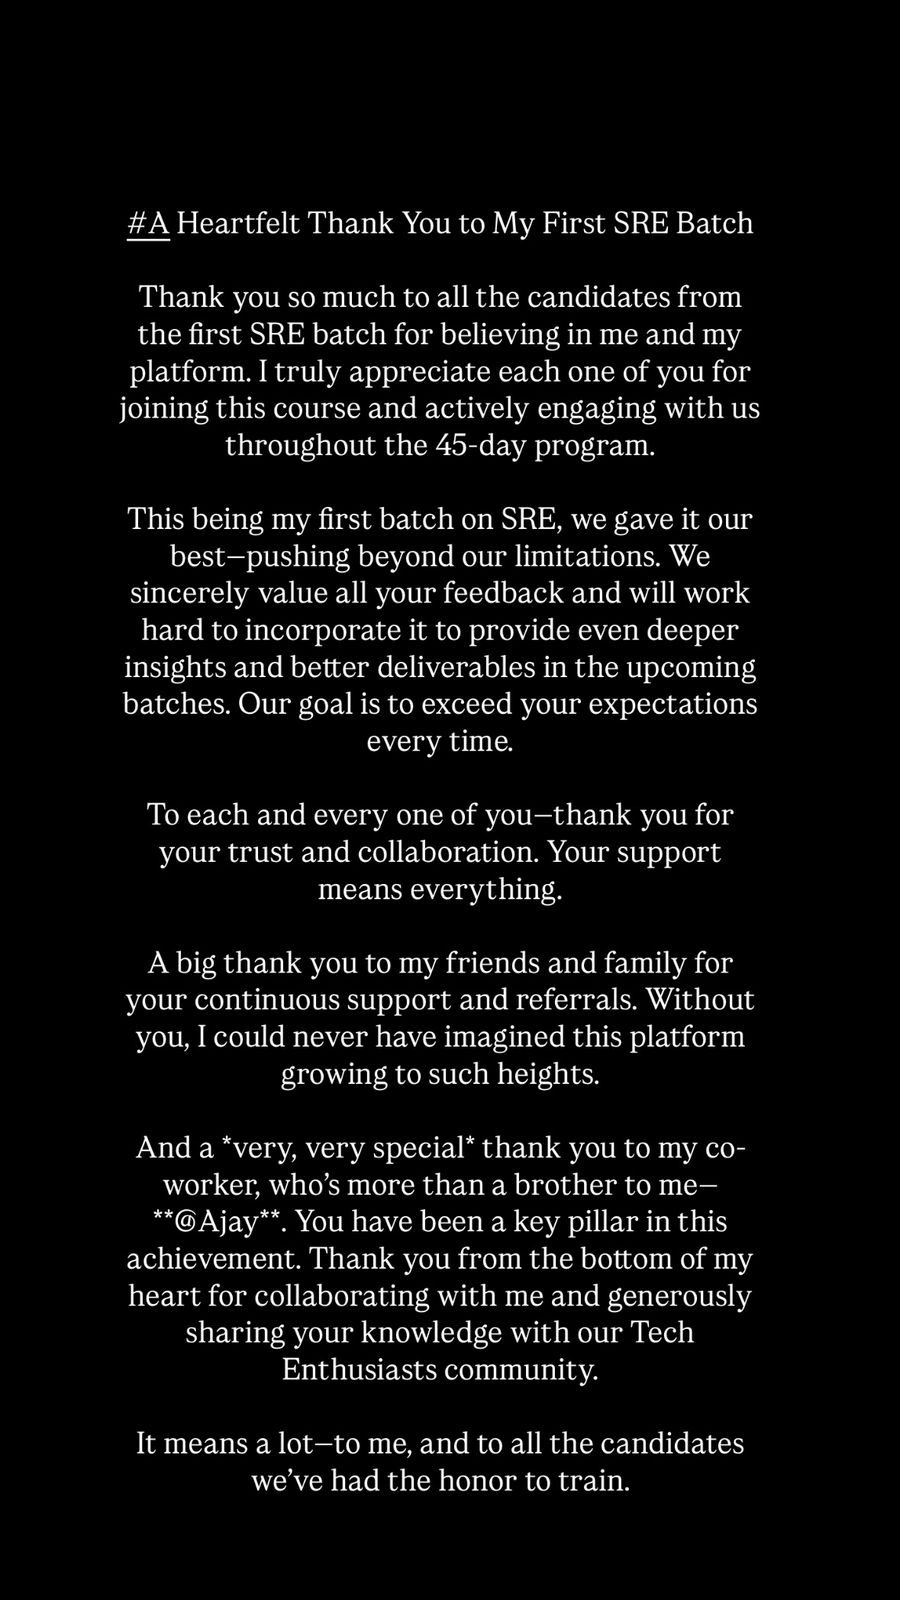 #A Heartfelt Thank You to My First SRE Batch
Thank you so much to all the candidates from
the first SRE batch for believing in me and my
platform. I truly appreciate each one of you for
joining this course and actively engaging with us
throughout the 45-day program.
This being my first batch on SRE, we gave it our
best—pushing beyond our limitations. We
sincerely value all your feedback and will work
hard to incorporate it to provide even deeper
insights and better deliverables in the upcoming
batches. Our goal is to exceed your expectations
every time.
To each and every one of you—thank you for
your trust and collaboration. Your support
means everything.
A big thank you to my friends and family for
your continuous support and referrals. Without
you, I could never have imagined this platform
growing to such heights.
And a *very, very special* thank you to my co-
worker, who’s more than a brother to me—
**@Ajay**. You have been a key pillar in this
achievement. Thank you from the bottom of my
heart for collaborating with me and generously
sharing your knowledge with our Tech
Enthusiasts community.
It means a lot—to me, and to all the candidates
we’ve had the honor to train.